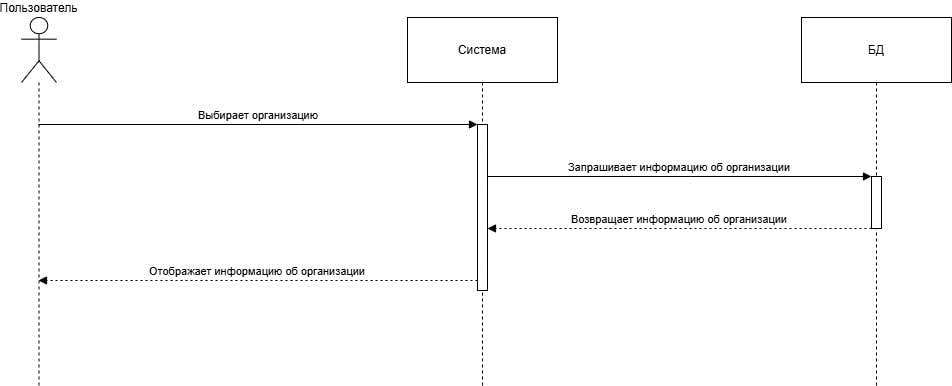 Пользователь
Система
БД
Выбирает организацию
Запрашивает информацию об организации
Возвращает информацию об организации
Отображает информацию об организации